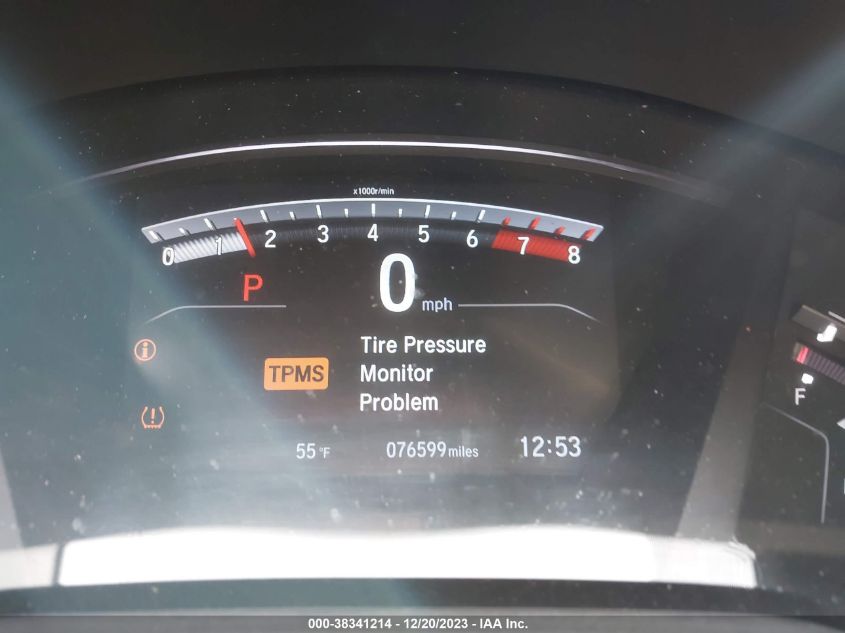 x1000r/min
0 1 2 3 4 5 6 7 8
P
0 mph
Tire Pressure
TPMS Monitor
Problem
55 °F 076599 miles 12:53
F
000-38341214 - 12/20/2023 - IAA Inc.